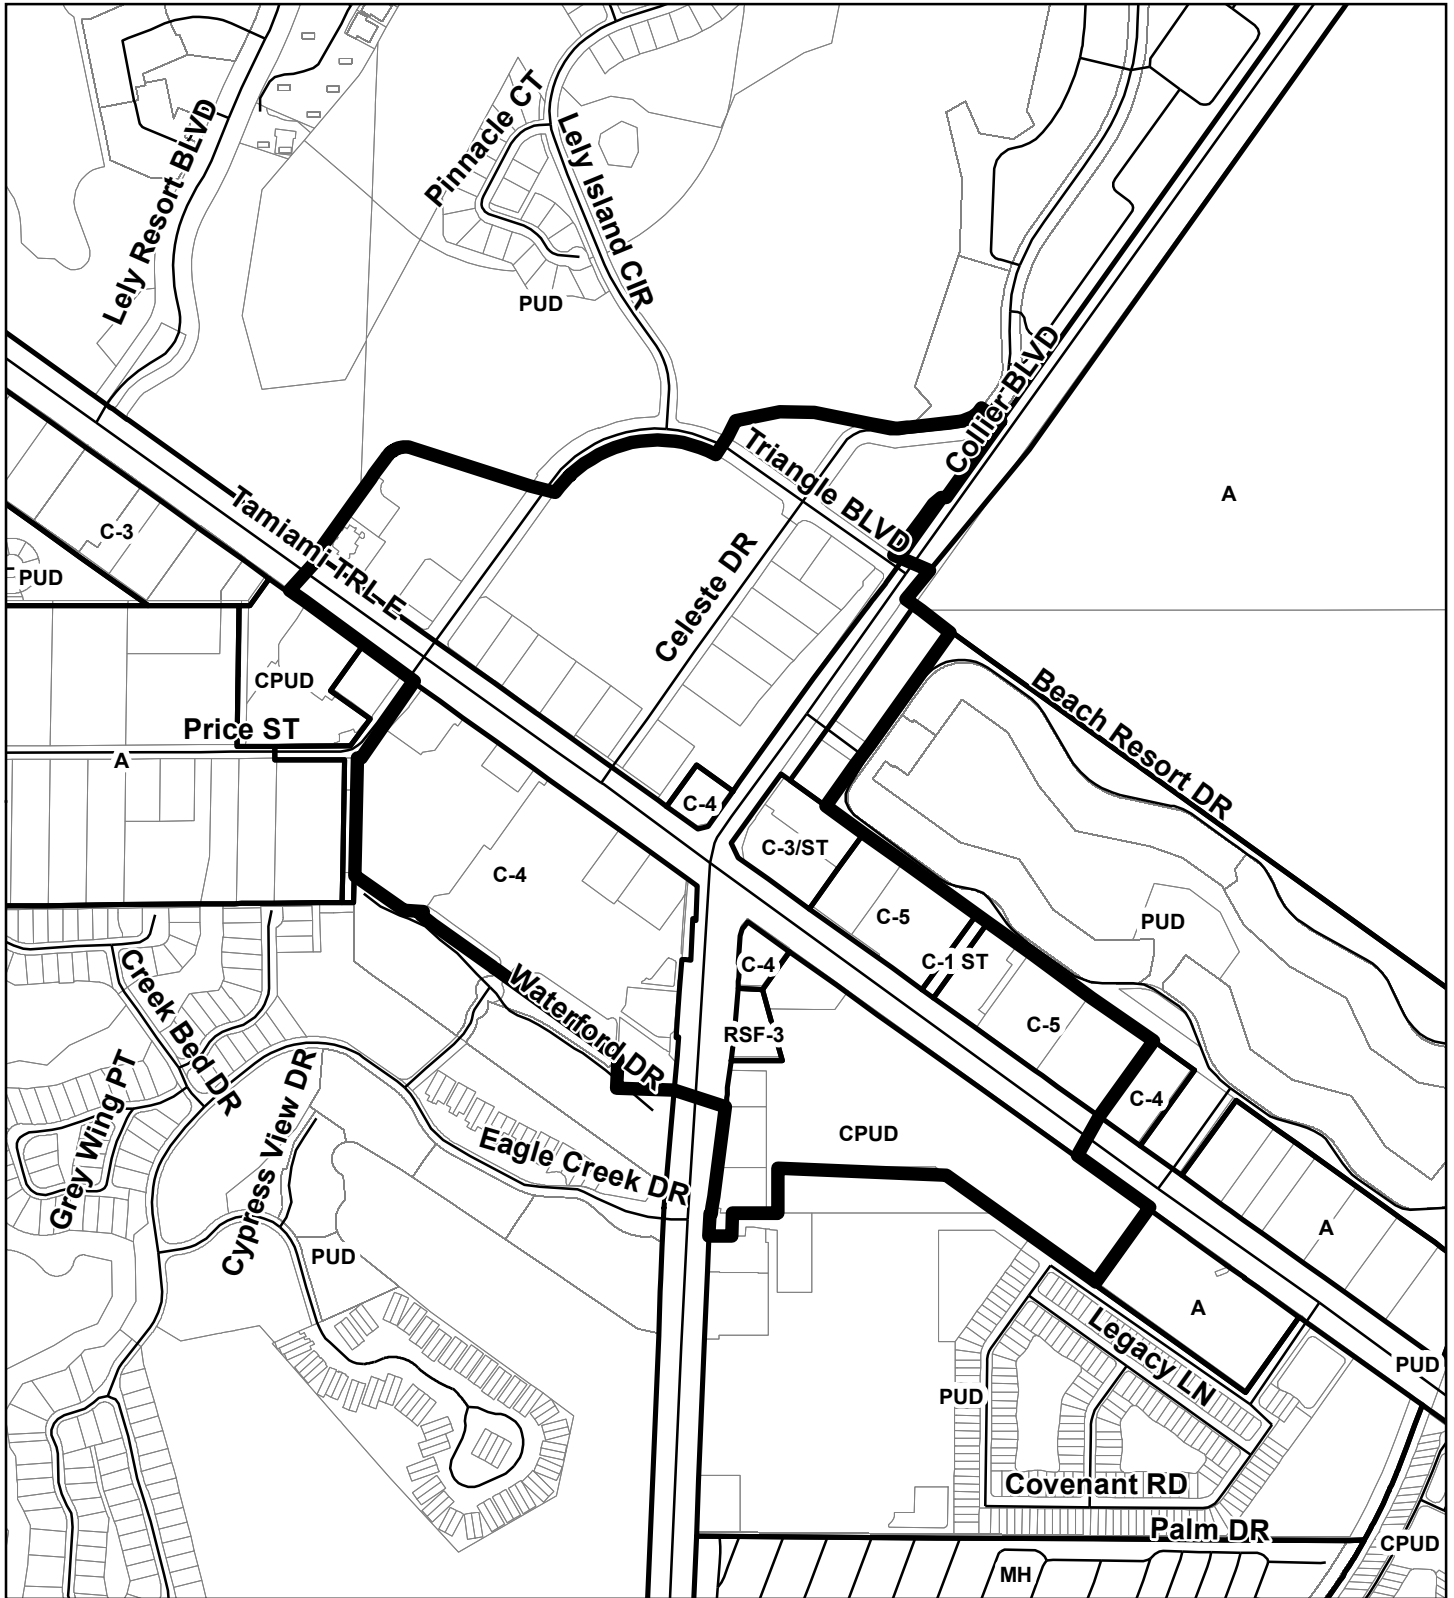 Pinnacle CT
Lely Resort BLVD
Lely Island CIR
PUD
Collier BLVD
Triangle BLVD
A
Tamiami TRL E
C-3
PUD
Celeste DR
CPUD
Beach Resort DR
Price ST
A
C-4
C-3/ST
C-4
C-5
PUD
C-1 ST
C-4
Creek Bed DR
Waterford DR
C-5
RSF-3
Grey Wing PT
Cypress View DR
C-4
CPUD
Eagle Creek DR
A
PUD
A
Legacy LN
PUD
PUD
Covenant RD
Palm DR
CPUD
MH